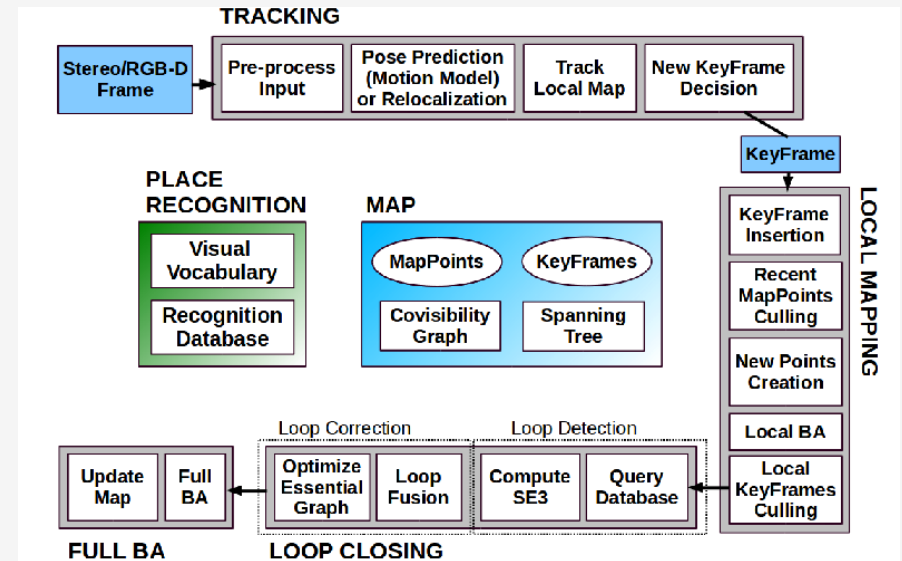 TRACKING
Stereo/RGB-D
Frame
Pre-process
Input
Pose Prediction
(Motion Model)
or Relocalization
Track
Local Map
New KeyFrame
Decision
KeyFrame
PLACE
RECOGNITION
Visual
Vocabulary
Recognition
Database
MAP
MapPoints
KeyFrames
Covisibility
Graph
Spanning
Tree
LOCAL MAPPING
KeyFrame
Insertion
Recent
MapPoints
Culling
New Points
Creation
Local BA
Local
KeyFrames
Culling
Loop Correction
Loop Detection
Update
Map
Full
BA
Optimize
Essential
Graph
Loop
Fusion
Compute
SE3
Query
Database
FULL BA
LOOP CLOSING